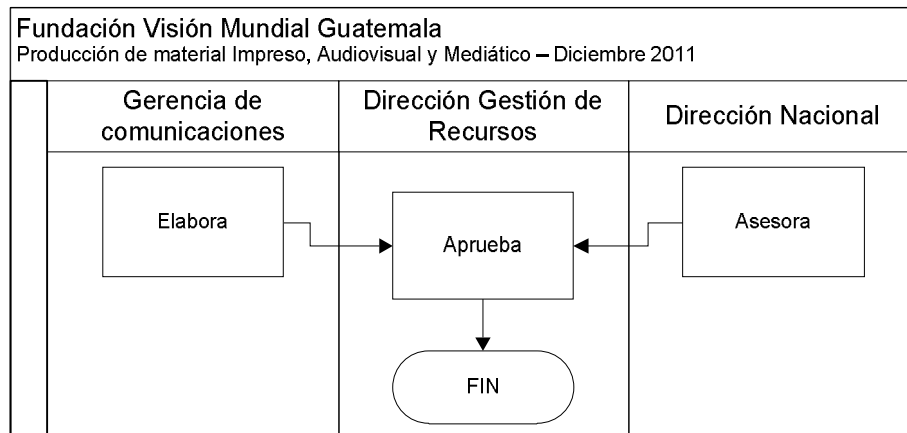 Fundación Visión Mundial Guatemala
Producción de material Impreso, Audiovisual y Mediático – Diciembre 2011
Gerencia de
comunicaciones
Dirección Gestión de
Recursos
Dirección Nacional
Elabora
Aprueba
Asesora
FIN